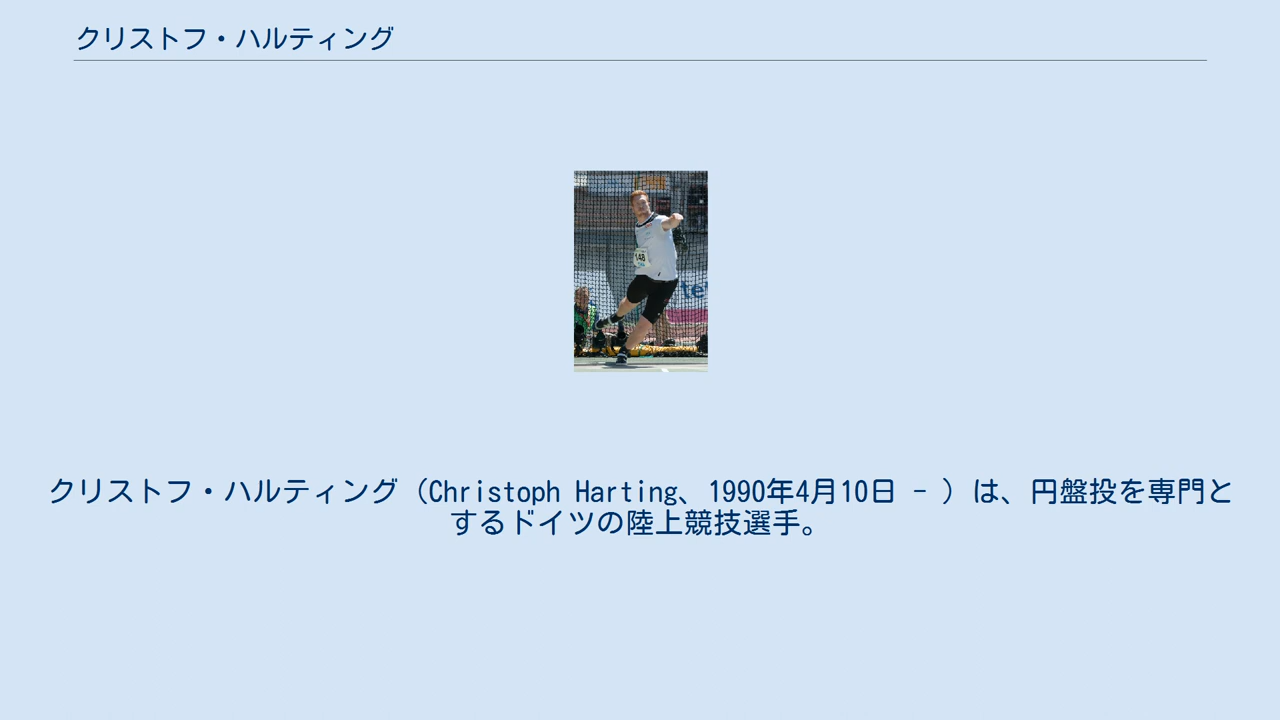 クリストフ・ハルティング
148
te
クリストフ・ハルティング（Christoph Harting、1990年4月10日 - ）は、円盤投を専門と
するドイツの陸上競技選手。